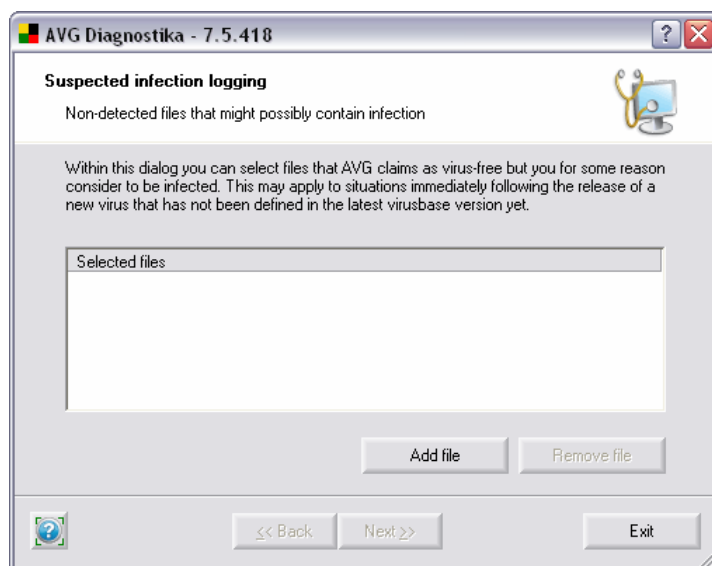 AVG Diagnostika - 7.5.418
Suspected infection logging
Non-detected files that might possibly contain infection
Within this dialog you can select files that AVG claims as virus-free but you for some reason
consider to be infected. This may apply to situations immediately following the release of a
new virus that has not been defined in the latest virusbase version yet.
Selected files
Add file Remove file
<< Back Next >> Exit